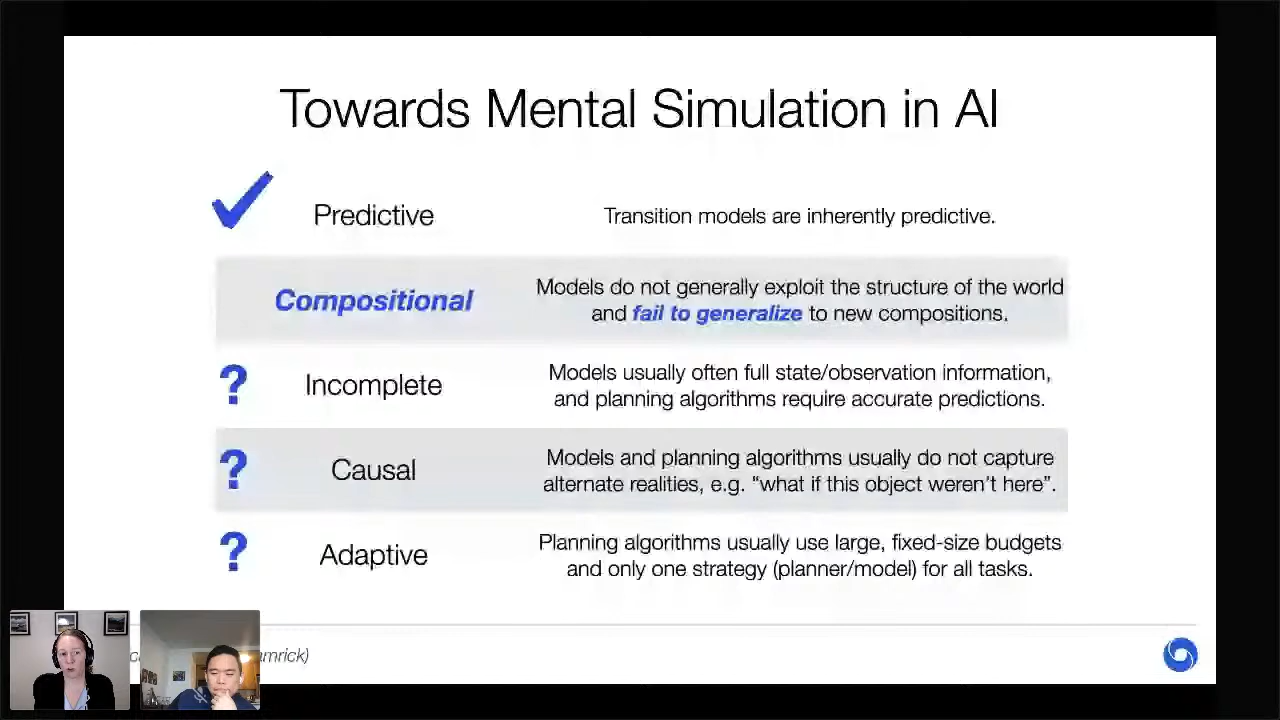 Towards Mental Simulation in AI
Predictive
Transition models are inherently predictive.
Compositional
Models do not generally exploit the structure of the world
and fail to generalize to new compositions.
?
Incomplete
Models usually often full state/observation information,
and planning algorithms require accurate predictions.
?
Causal
Models and planning algorithms usually do not capture
alternate realities, e.g. “what if this object weren’t here”.
?
Adaptive
Planning algorithms usually use large, fixed-size budgets
and only one strategy (planner/model) for all tasks.